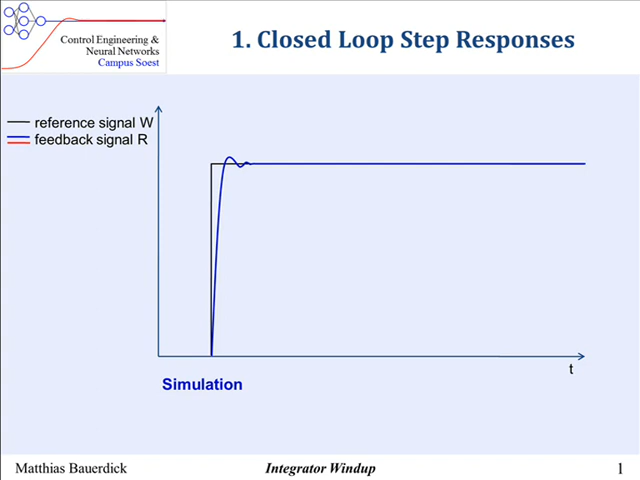 Control Engineering &
Neural Networks
Campus Soest
1. Closed Loop Step Responses
reference signal W
feedback signal R
t
Simulation
Matthias Bauerdick
Integrator Windup
1